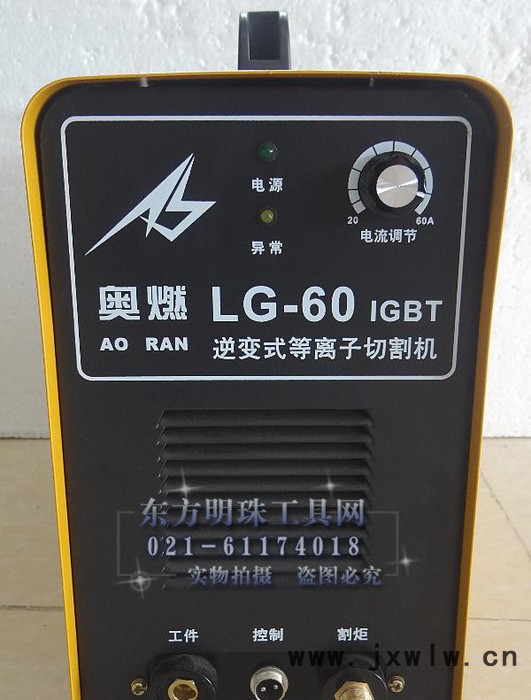 电源
异常
20 60A
电流调节
奥燃 LG-60 IGBT
AO RAN 逆变式等离子切割机
东方明珠工具网
021-61174018
实物拍摄 盗图必究
工件 控制 割炬
www.jxwlw.cn